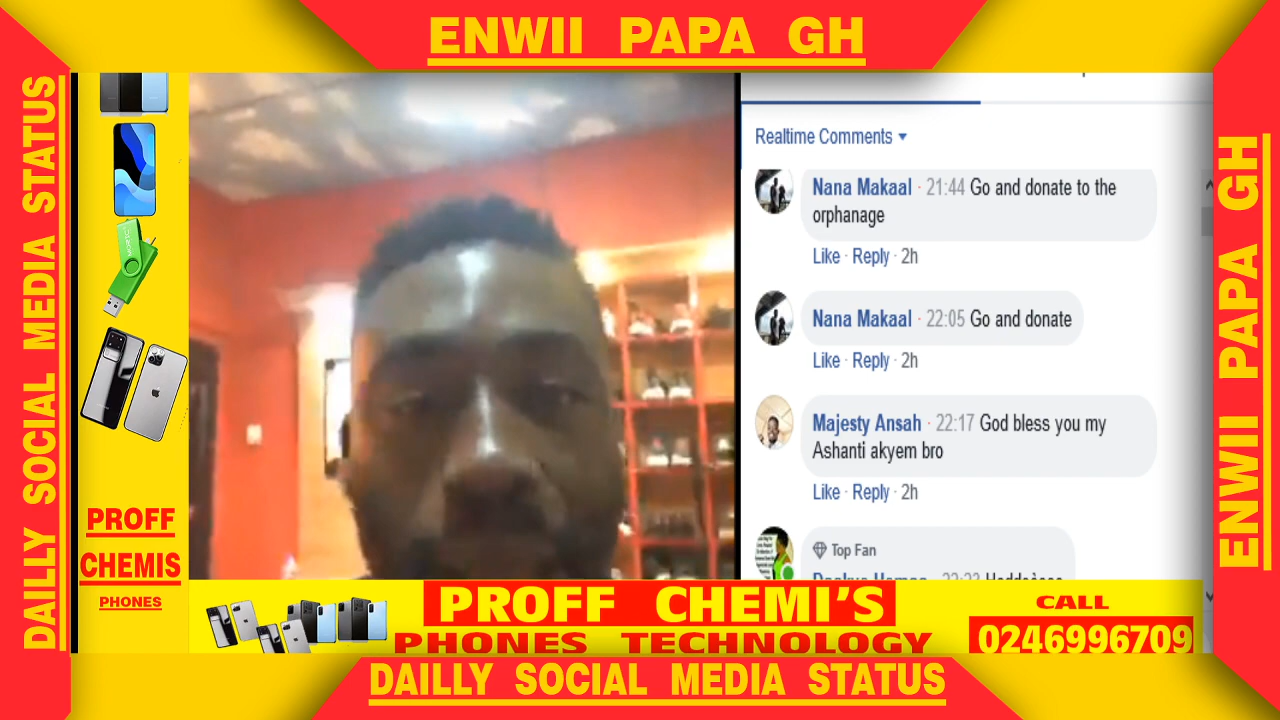 ENWII PAPA GH
DAILLY SOCIAL MEDIA STATUS
PROFF
CHEMIS
PHONES
Realtime Comments
Nana Makaal · 21:44 Go and donate to the
orphanage
Like · Reply · 2h
Nana Makaal · 22:05 Go and donate
Like · Reply · 2h
Majesty Ansah · 22:17 God bless you my
Ashanti akyem bro
Like · Reply · 2h
Top Fan
ENWII PAPA GH
PROFF CHEMI'S
PHONES TECHNOLOGY
CALL
0246996709
DAILLY SOCIAL MEDIA STATUS